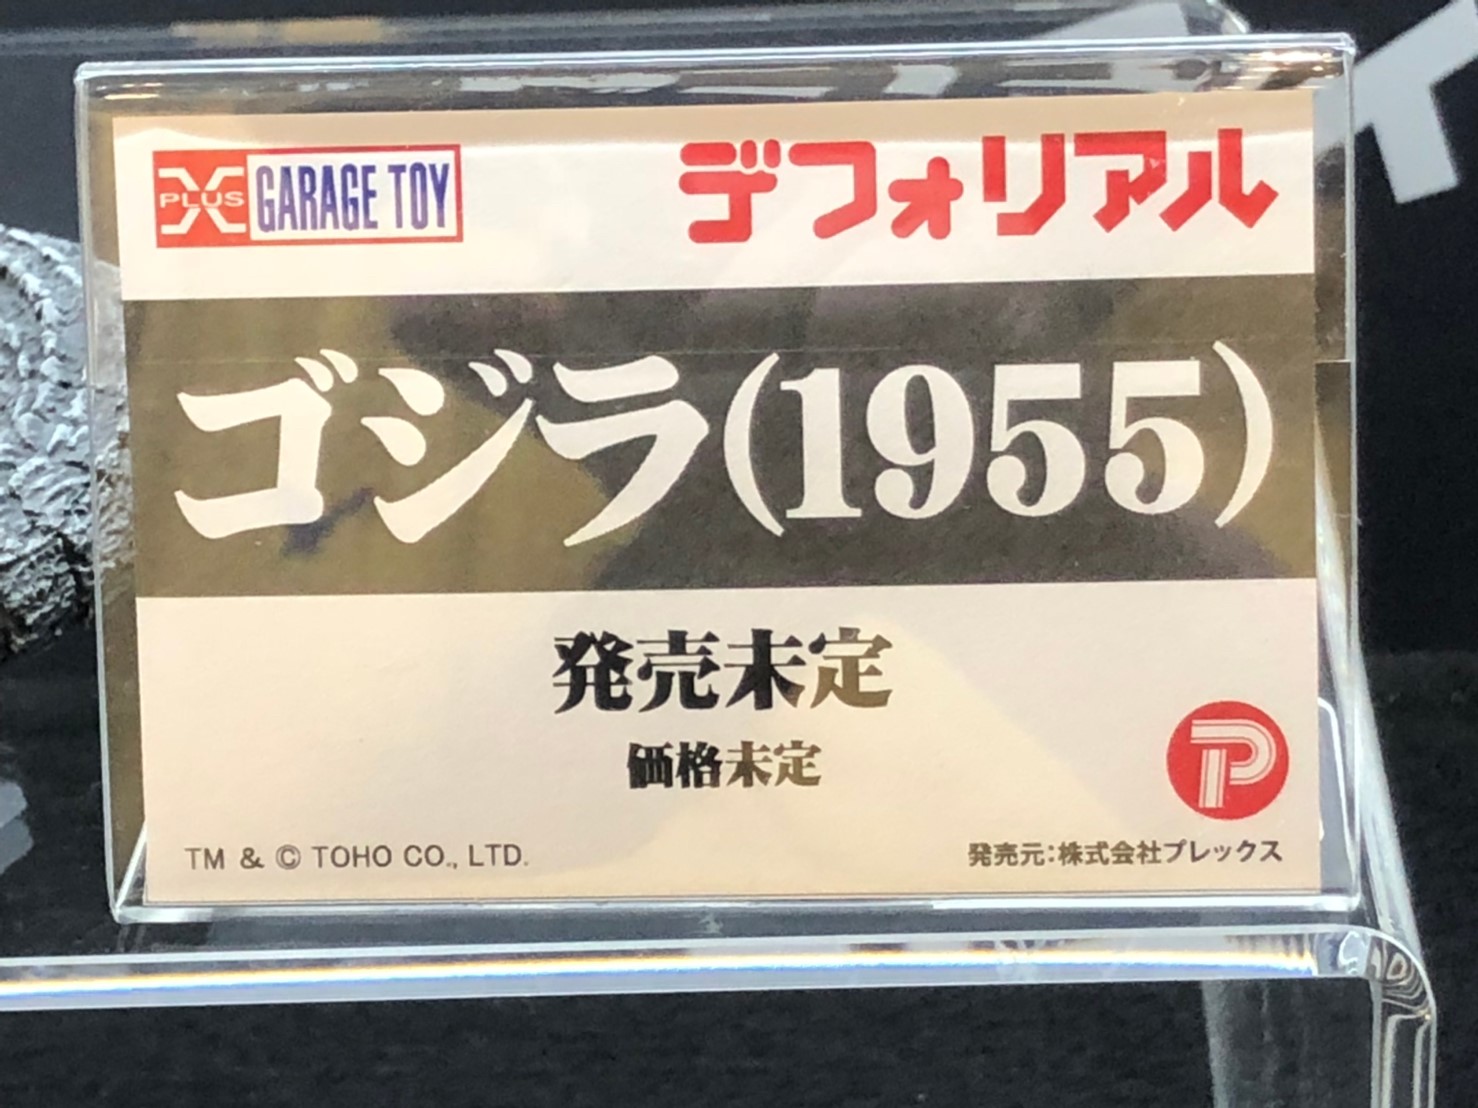 X PLUS GARAGE TOY
デフォリアル
ゴジラ(1955)
発売未定
価格未定
P
TM & © TOHO CO., LTD.
発売元：株式会社プレックス